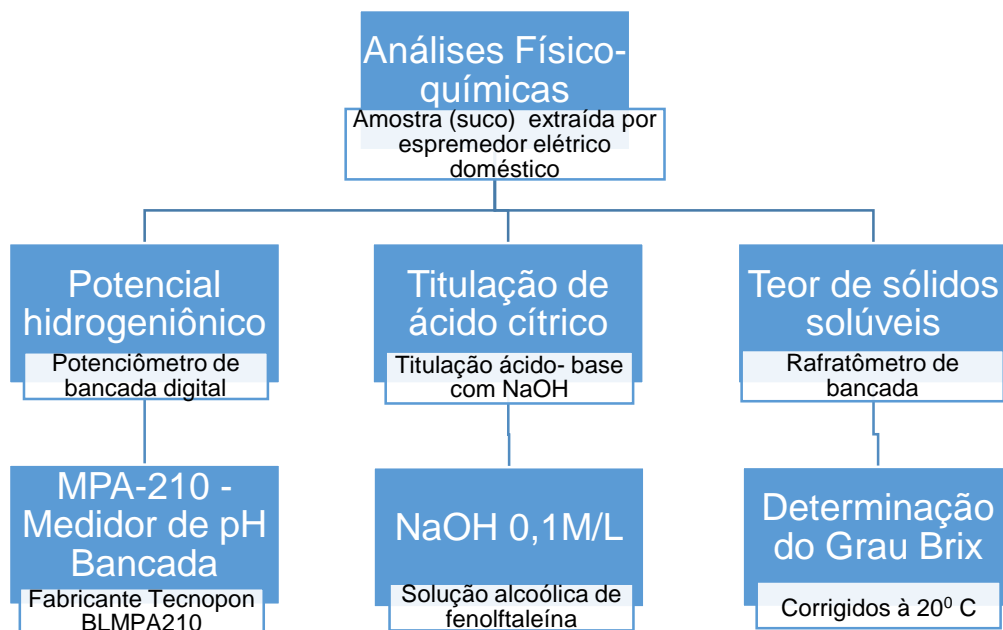 Análises Físico-
químicas
Amostra (suco) extraída por
espremedor elétrico
doméstico
Potencial
hidrogeniônico
Potenciômetro de
bancada digital
Titulação de
ácido cítrico
Titulação ácido- base
com NaOH
Teor de sólidos
solúveis
Rafratômetro de
bancada
MPA-210 -
Medidor de pH
Bancada
Fabricante Tecnopon
BLMPA210
NaOH 0,1M/L
Solução alcoólica de
fenolftaleína
Determinação
do Grau Brix
Corrigidos à 20⁰ C